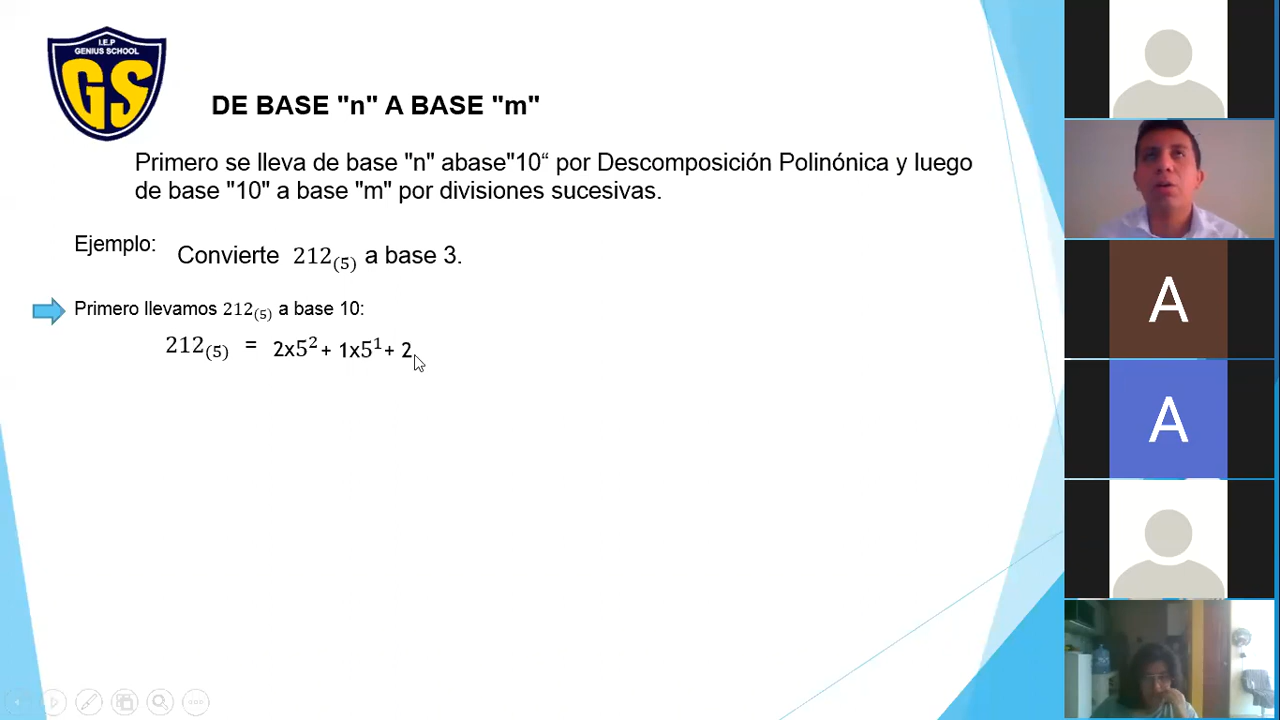 I.E.P
GENIUS SCHOOL
GS
DE BASE "n" A BASE "m"
Primero se lleva de base "n" abase"10“ por Descomposición Polinónica y luego
de base "10" a base "m" por divisiones sucesivas.
Ejemplo: Convierte 212₍₅₎ a base 3.
Primero llevamos 212₍₅₎ a base 10:
212₍₅₎ = 2x5²+ 1x5¹+ 2
A
A